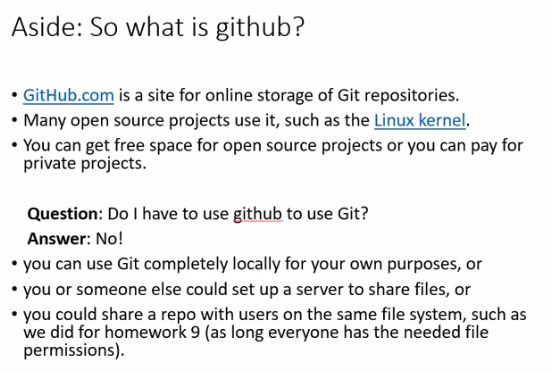 Aside: So what is github?
• GitHub.com is a site for online storage of Git repositories.
• Many open source projects use it, such as the Linux kernel.
• You can get free space for open source projects or you can pay for
private projects.
Question: Do I have to use github to use Git?
Answer: No!
• you can use Git completely locally for your own purposes, or
• you or someone else could set up a server to share files, or
• you could share a repo with users on the same file system, such as
we did for homework 9 (as long everyone has the needed file
permissions).